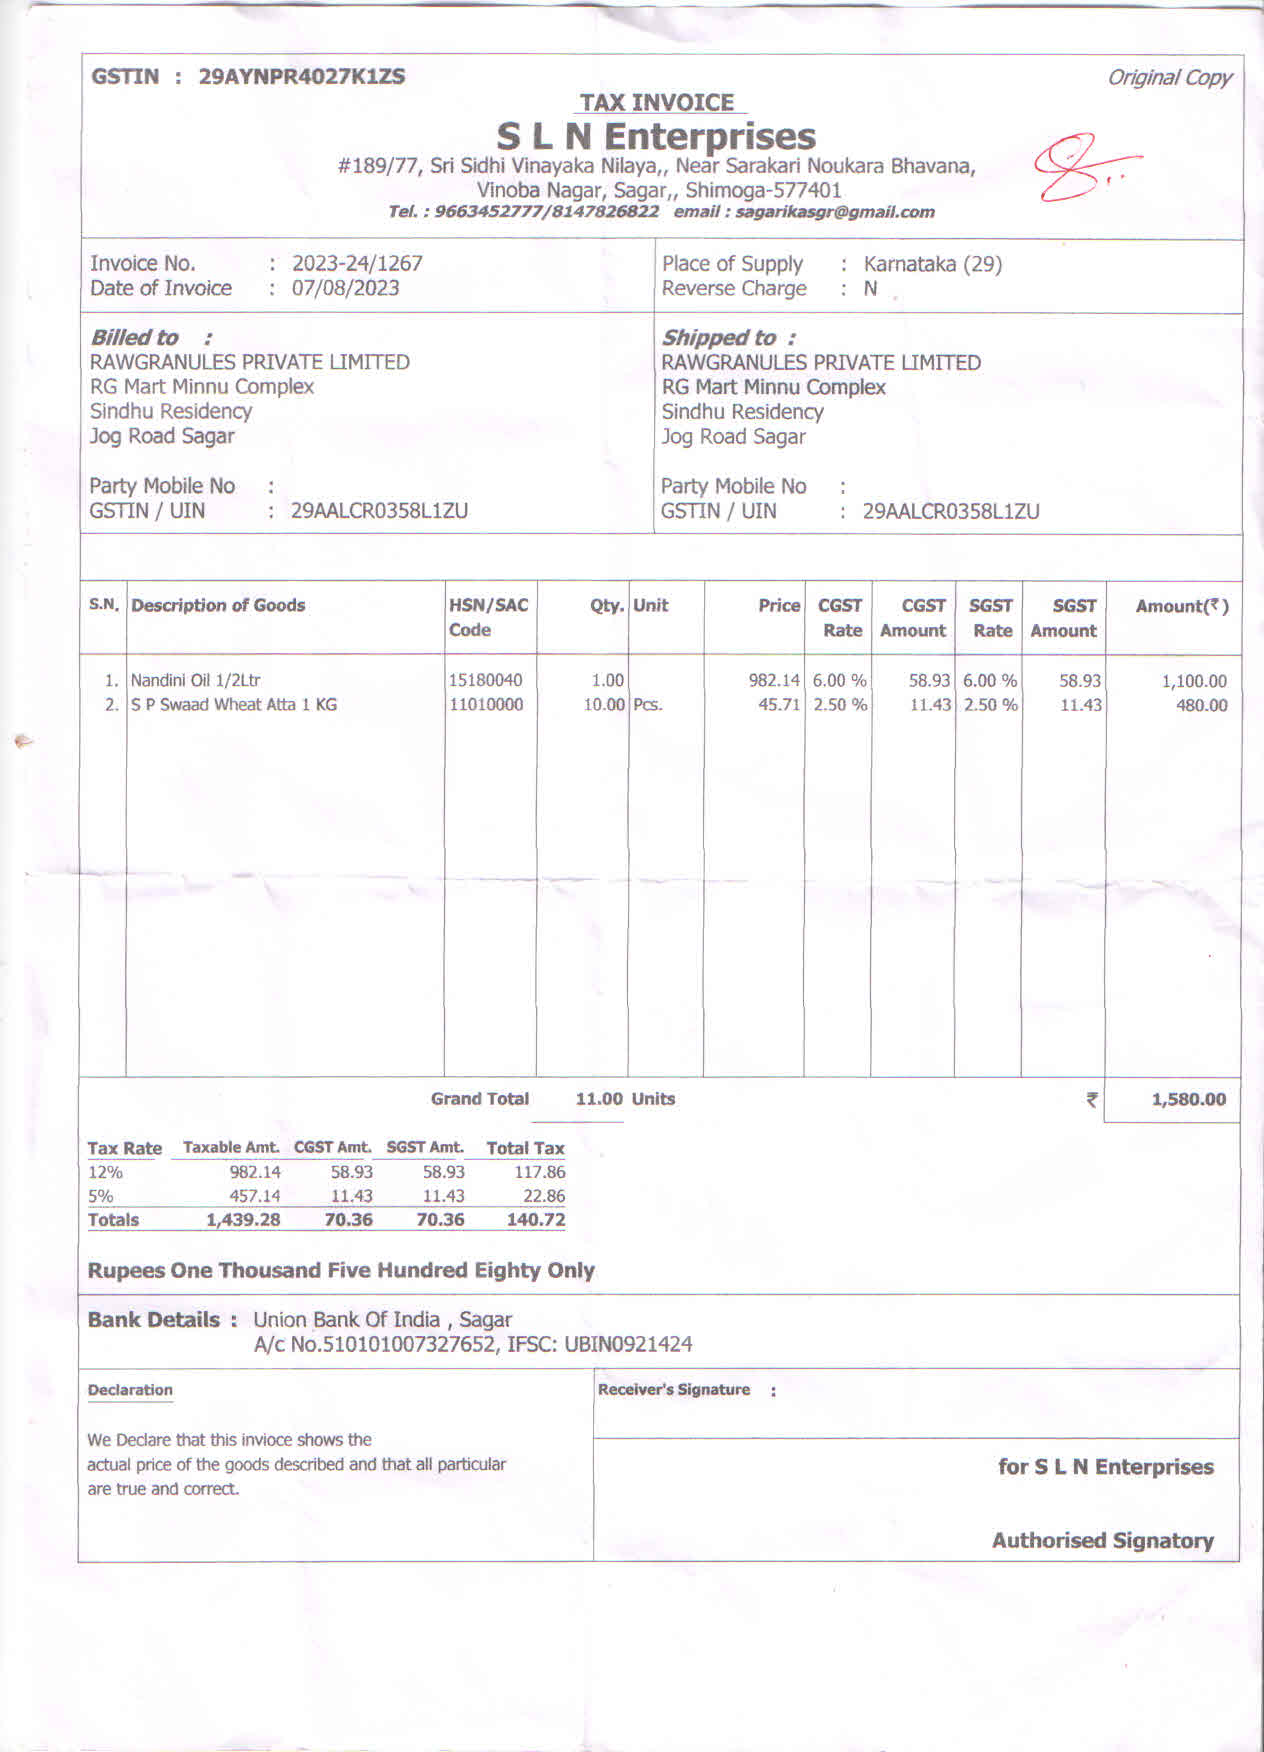 GSTIN : 29AYNPR4027K1ZS Original Copy
TAX INVOICE
S L N Enterprises
#189/77, Sri Sidhi Vinayaka Nilaya,, Near Sarakari Noukara Bhavana,
Vinoba Nagar, Sagar,, Shimoga-577401
Tel. : 9663452777/8147826822 email : sagarikasgr@gmail.com
Invoice No. : 2023-24/1267
Date of Invoice : 07/08/2023
Place of Supply : Karnataka (29)
Reverse Charge : N
Billed to :
RAWGRANULES PRIVATE LIMITED
RG Mart Minnu Complex
Sindhu Residency
Jog Road Sagar
Party Mobile No :
GSTIN / UIN : 29AALCR0358L1ZU
Shipped to :
RAWGRANULES PRIVATE LIMITED
RG Mart Minnu Complex
Sindhu Residency
Jog Road Sagar
Party Mobile No :
GSTIN / UIN : 29AALCR0358L1ZU
S.N. Description of Goods HSN/SAC Qty. Unit Price CGST CGST SGST SGST Amount(₹)
Code Rate Amount Rate Amount
1. Nandini Oil 1/2Ltr 15180040 1.00 982.14 6.00 % 58.93 6.00 % 58.93 1,100.00
2. S P Swaad Wheat Atta 1 KG 11010000 10.00 Pcs. 45.71 2.50 % 11.43 2.50 % 11.43 480.00
Grand Total 11.00 Units ₹ 1,580.00
Tax Rate Taxable Amt. CGST Amt. SGST Amt. Total Tax
12% 982.14 58.93 58.93 117.86
5% 457.14 11.43 11.43 22.86
Totals 1,439.28 70.36 70.36 140.72
Rupees One Thousand Five Hundred Eighty Only
Bank Details : Union Bank Of India , Sagar
A/c No.510101007327652, IFSC: UBIN0921424
Declaration
We Declare that this invioce shows the
actual price of the goods described and that all particular
are true and correct.
Receiver's Signature :
for S L N Enterprises
Authorised Signatory